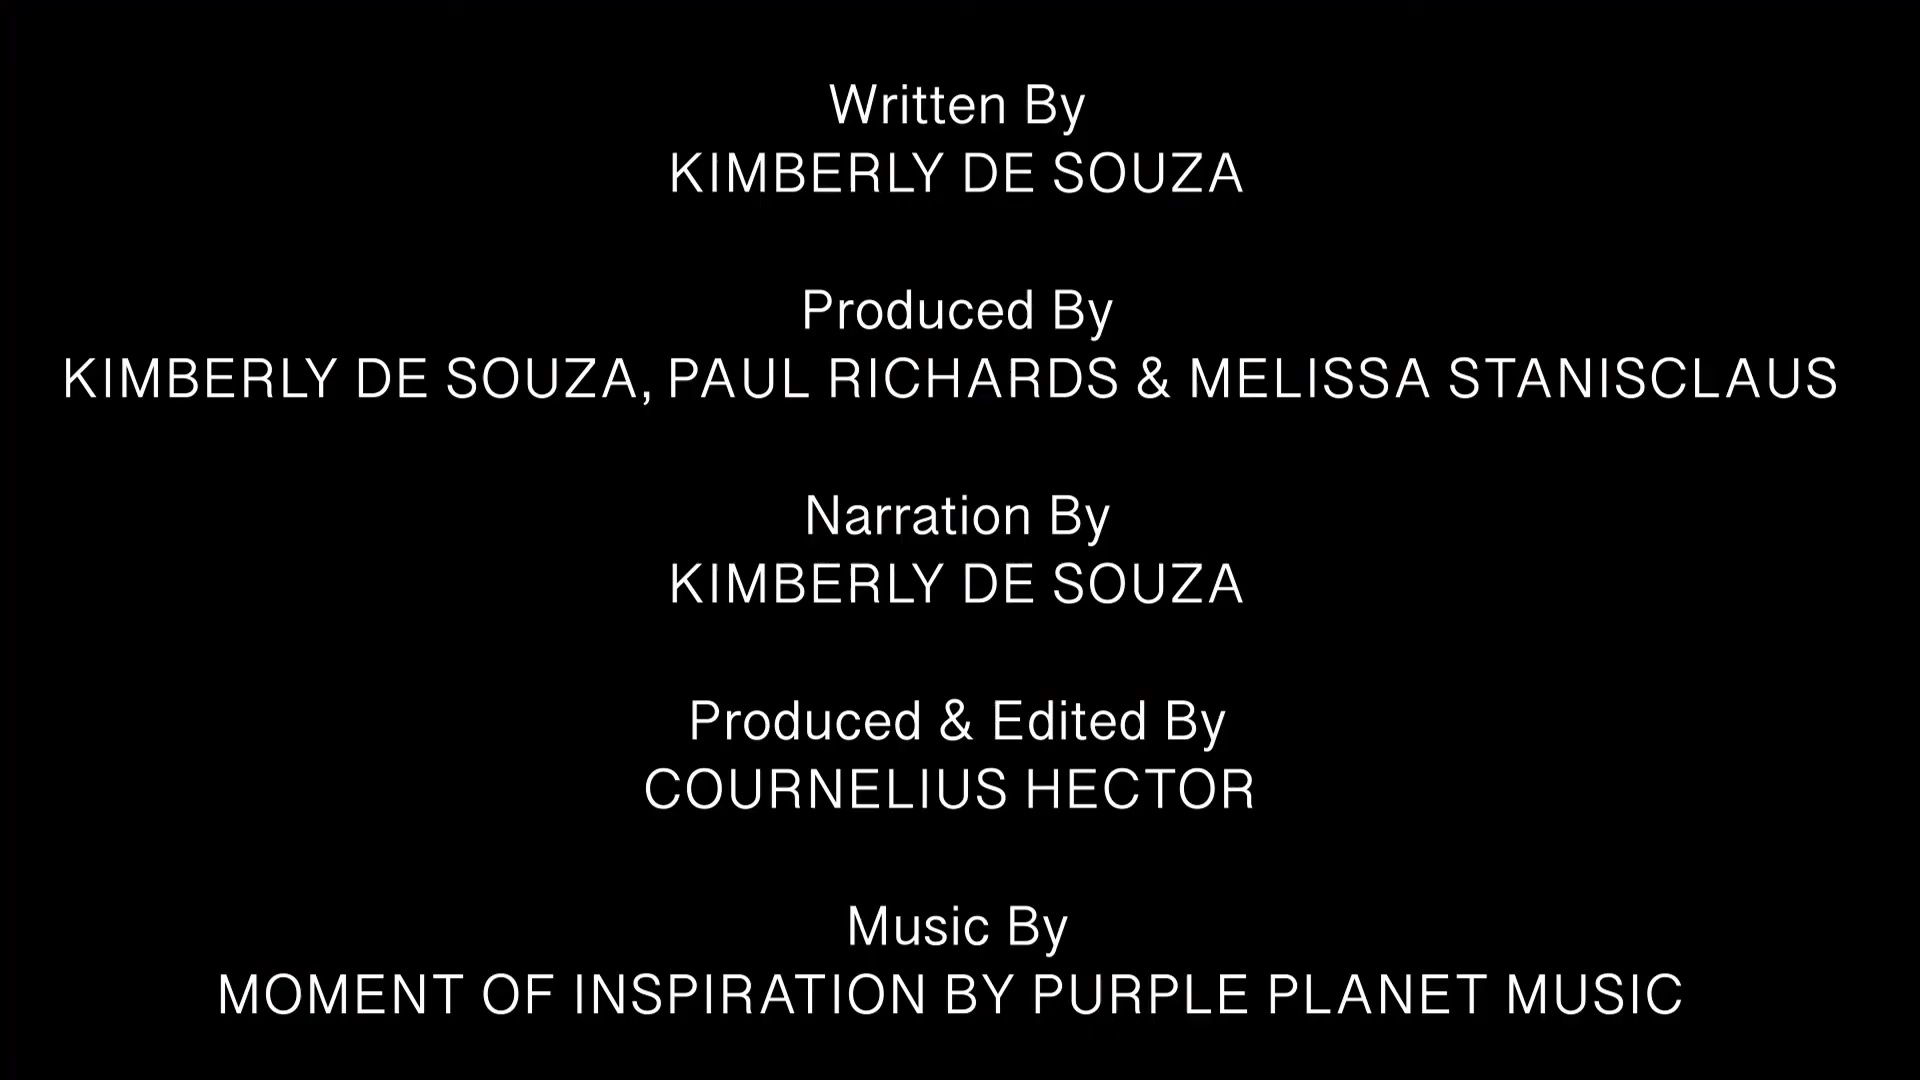 Written By
KIMBERLY DE SOUZA
Produced By
KIMBERLY DE SOUZA, PAUL RICHARDS & MELISSA STANISCLAUS
Narration By
KIMBERLY DE SOUZA
Produced & Edited By
COURNELIUS HECTOR
Music By
MOMENT OF INSPIRATION BY PURPLE PLANET MUSIC